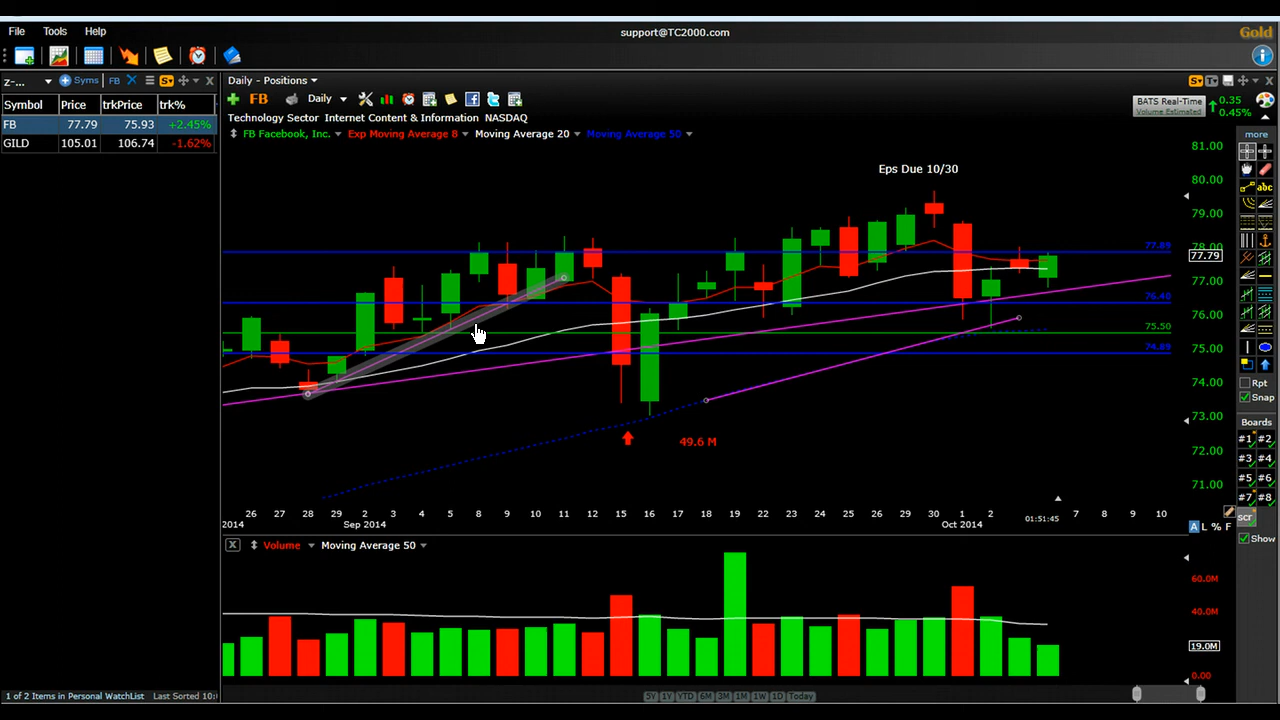 File Tools Help
support@TC2000.com
Gold
z-... Syms FB
Symbol Price trkPrice trk%
FB 77.79 75.93 +2.45%
GILD 105.01 106.74 -1.62%
Daily - Positions
FB Daily
BATS Real-Time
Volume Estimated
0.35
0.45%
Technology Sector Internet Content & Information NASDAQ
FB Facebook, Inc. Exp Moving Average 8 Moving Average 20 Moving Average 50
more
abc
Eps Due 10/30
81.00
80.00
79.00
78.00
77.89
77.79
77.00
76.40
76.00
75.50
75.00
74.89
74.00
73.00
72.00
71.00
49.6 M
Rpt
Snap
Boards
#1 #2
#3 #4
#5 #6
#7 #8
scr
Show
26 27 28 29 2 3 4 5 8 9 10 11 12 15 16 17 18 19 22 23 24 25 26 29 30 1 2 7 8 9 10
2014 Sep 2014 Oct 2014 01:51:45
A L % F
Volume Moving Average 50
60.0M
40.0M
19.0M
0.00
1 of 2 Items in Personal WatchList Last Sorted 10:
5Y 1Y YTD 6M 3M 1M 1W 1D Today